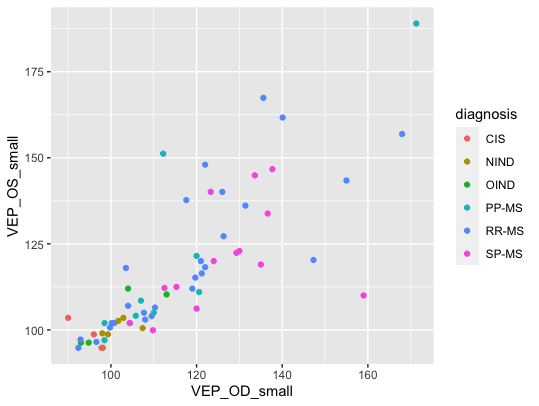 175
150
125
100
100
120
140
160
VEP_OD_small
VEP_OS_small
diagnosis
CIS
NIND
OIND
PP-MS
RR-MS
SP-MS